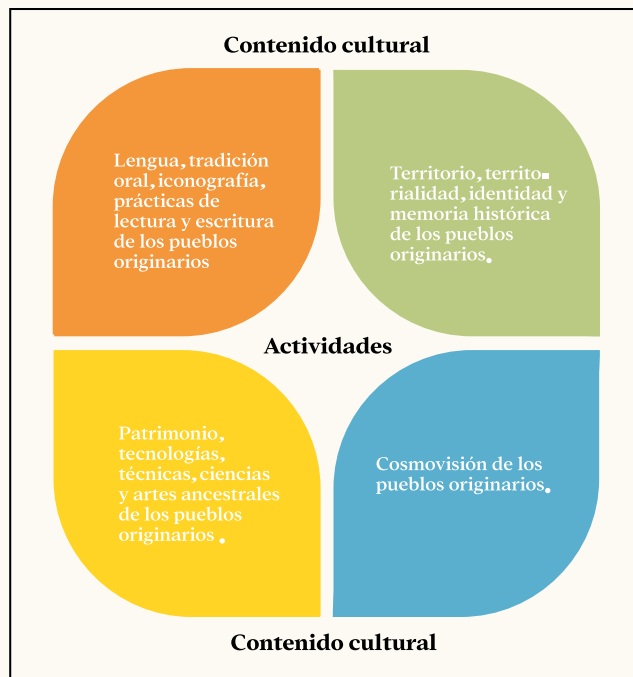 Contenido cultural
Lengua, tradición
oral, iconografía,
prácticas de
lectura y escritura
de los pueblos
originarios
Territorio, territo-
rialidad, identidad y
memoria histórica
de los pueblos
originarios.
Actividades
Patrimonio,
tecnologías,
técnicas, ciencias
y artes ancestrales
de los pueblos
originarios .
Cosmovisión de los
pueblos originarios.
Contenido cultural